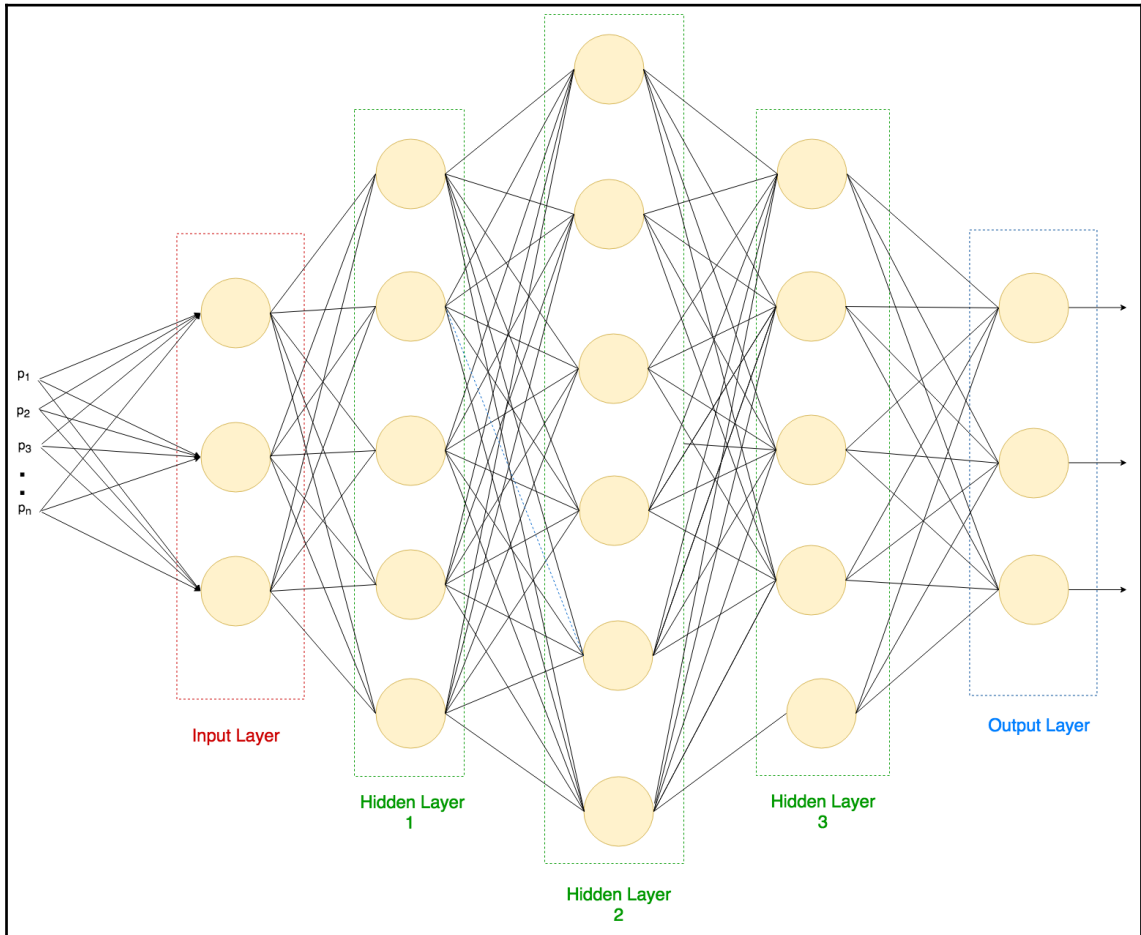 p1
p2
p3
.
.
pn
Input Layer
Output Layer
Hidden Layer
1
Hidden Layer
3
Hidden Layer
2